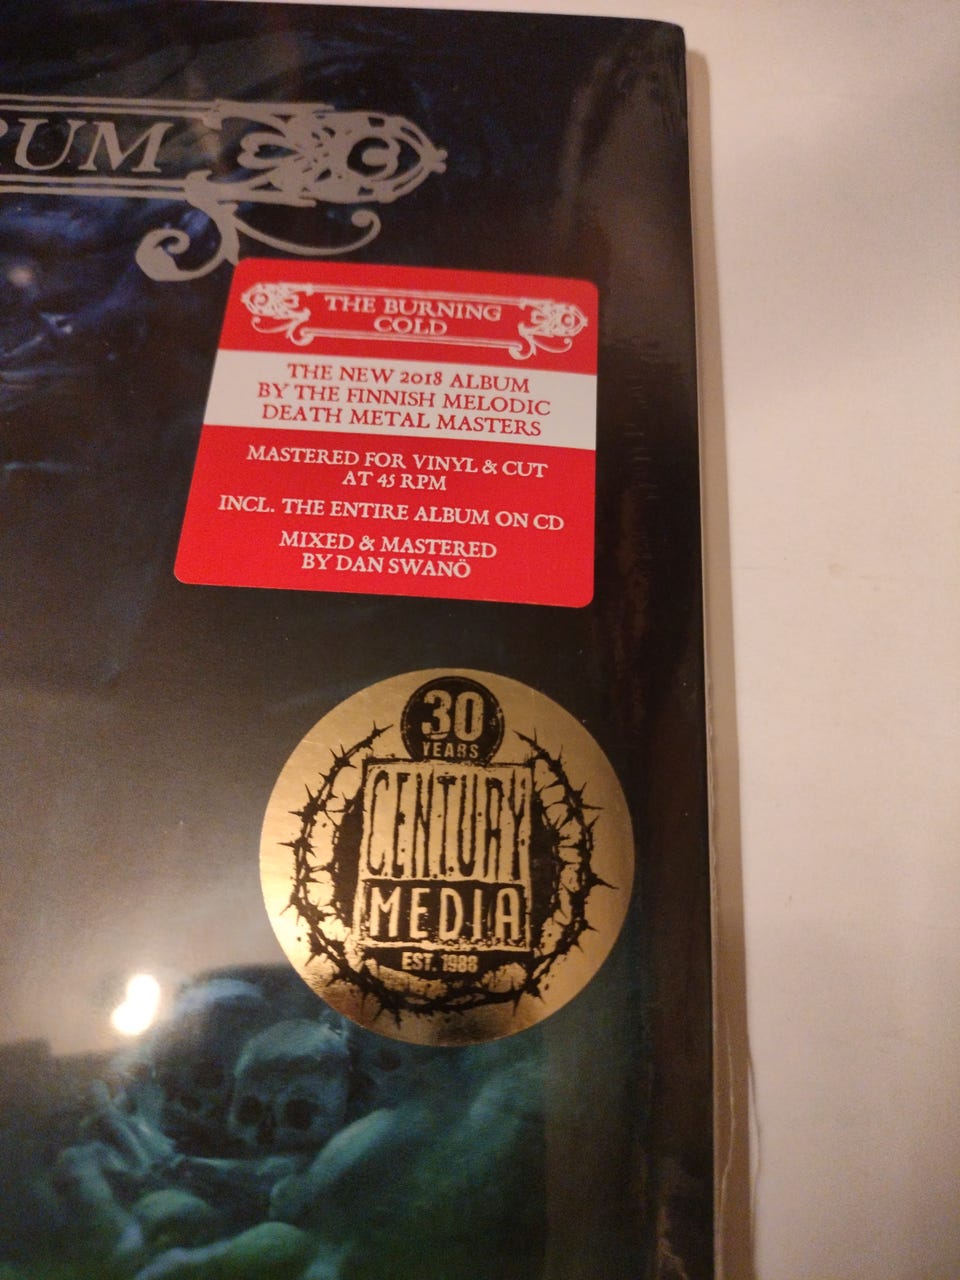 RUM
THE BURNING
COLD
THE NEW 2018 ALBUM
BY THE FINNISH MELODIC
DEATH METAL MASTERS
MASTERED FOR VINYL & CUT
AT 45 RPM
INCL. THE ENTIRE ALBUM ON CD
MIXED & MASTERED
BY DAN SWANÖ
30
YEARS
CENTURY
MEDIA
EST. 1988